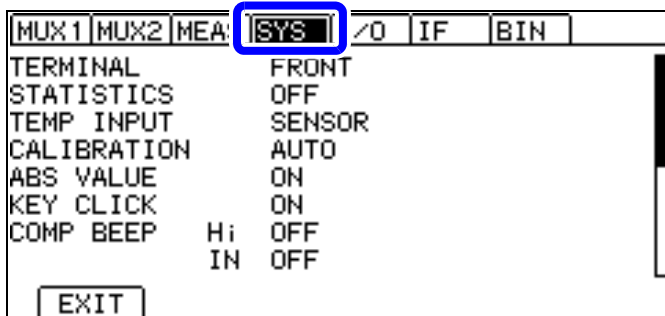 MUX1 MUX2 MEA SYS /O IF BIN
TERMINAL FRONT
STATISTICS OFF
TEMP INPUT SENSOR
CALIBRATION AUTO
ABS VALUE ON
KEY CLICK ON
COMP BEEP Hi OFF
IN OFF
EXIT